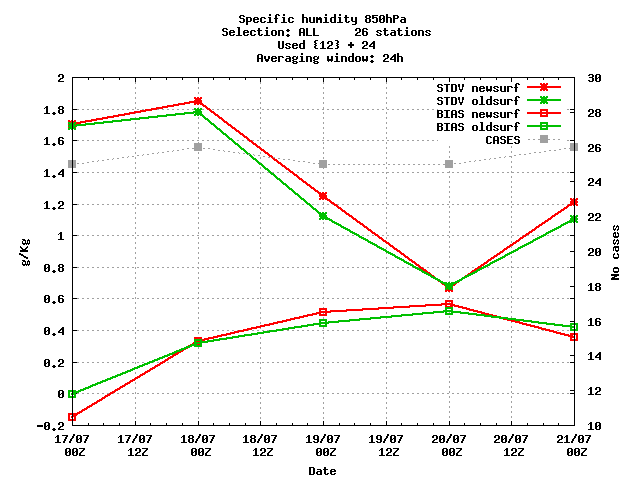 Specific humidity 850hPa
Selection: ALL 26 stations
Used {12} + 24
Averaging window: 24h
STDV newsurf
STDV oldsurf
BIAS newsurf
BIAS oldsurf
CASES
g/Kg
2
1.8
1.6
1.4
1.2
1
0.8
0.6
0.4
0.2
0
-0.2
No cases
30
28
26
24
22
20
18
16
14
12
10
17/07 17/07 18/07 18/07 19/07 19/07 20/07 20/07 21/07
00Z 12Z 00Z 12Z 00Z 12Z 00Z 12Z 00Z
Date